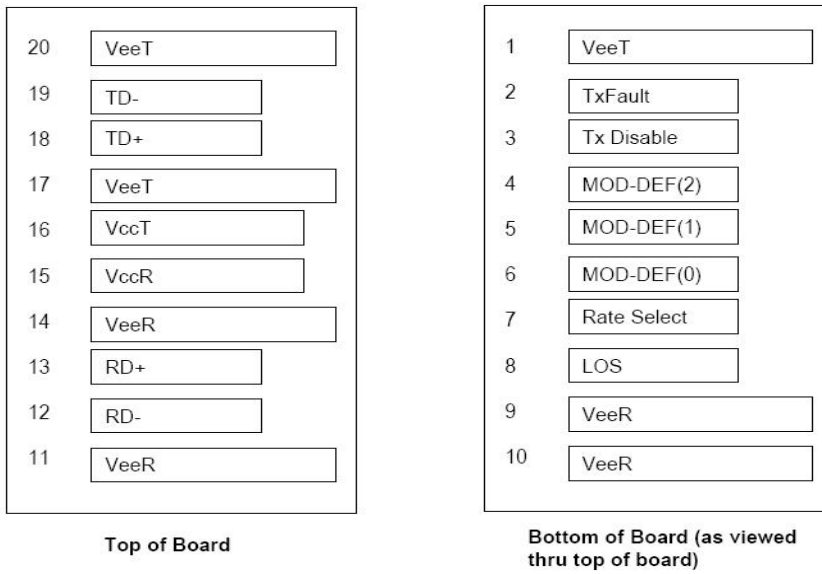 20 VeeT
19 TD-
18 TD+
17 VeeT
16 VccT
15 VccR
14 VeeR
13 RD+
12 RD-
11 VeeR
Top of Board
1 VeeT
2 TxFault
3 Tx Disable
4 MOD-DEF(2)
5 MOD-DEF(1)
6 MOD-DEF(0)
7 Rate Select
8 LOS
9 VeeR
10 VeeR
Bottom of Board (as viewed
thru top of board)